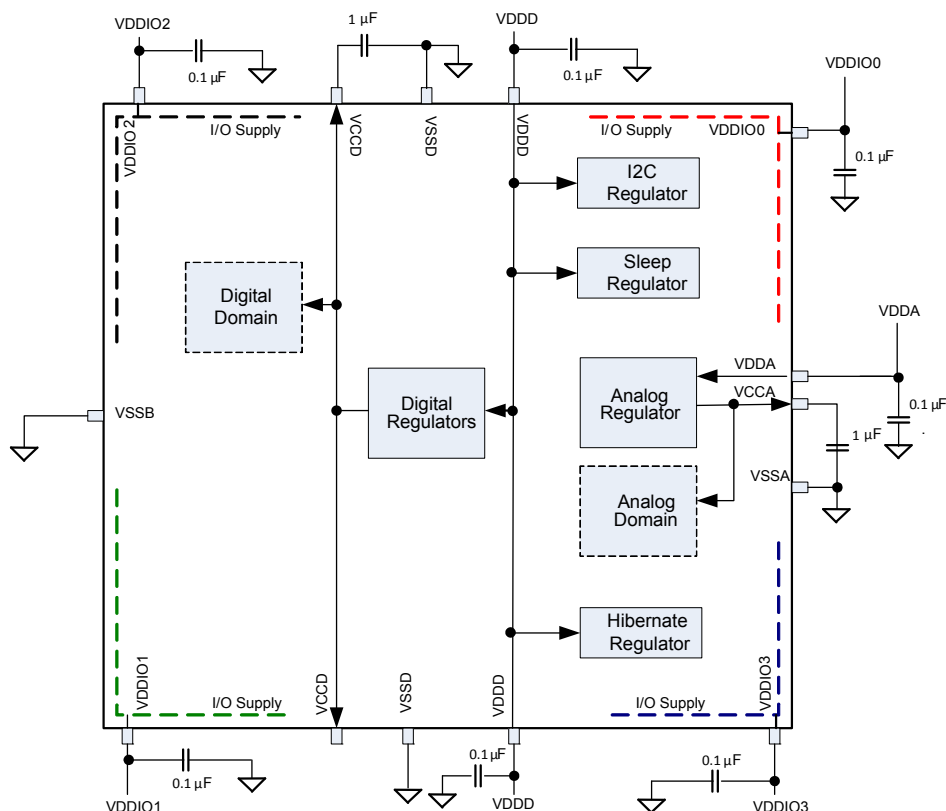 VDDIO2
1 µF
VDDD
0.1 µF
0.1 µF
VDDIO0
0.1 µF
VDDIO 2
I/O Supply
VCCD
VSSD
VDDD
I/O Supply
VDDIO0
I2C
Regulator
Sleep
Regulator
Digital
Domain
VDDA
VDDA
Digital
Regulators
Analog
Regulator
VCCA
0.1 µF
.
1 µF
VSSB
VSSA
Analog
Domain
Hibernate
Regulator
VDDIO1
I/O Supply
VCCD
VSSD
VDDD
I/O Supply
VDDIO3
0.1 µF
0.1 µF
0.1 µF
VDDIO1
VDDD
VDDIO3